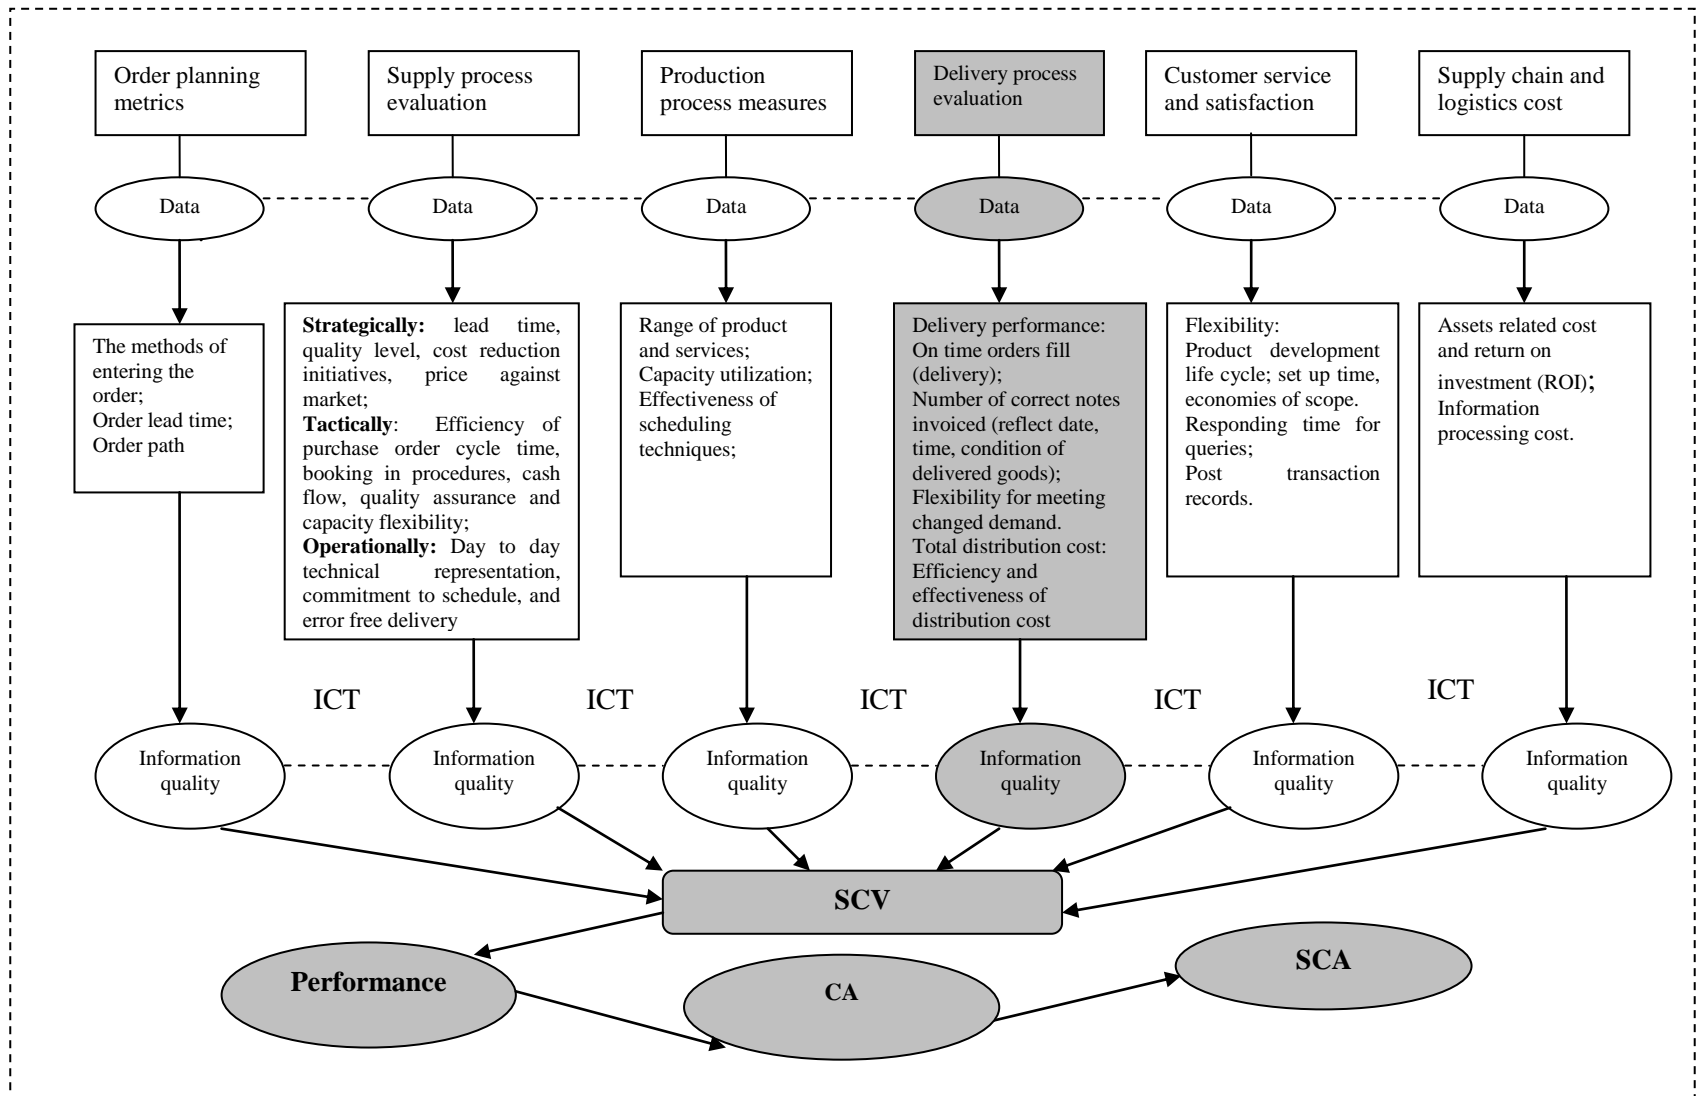 Order planning
metrics
Supply process
evaluation
Production
process measures
Delivery process
evaluation
Customer service
and satisfaction
Supply chain and
logistics cost
Data
Data
Data
Data
Data
Data
The methods of
entering the
order;
Order lead time;
Order path
Strategically: lead time,
quality level, cost reduction
initiatives, price against
market;
Tactically: Efficiency of
purchase order cycle time,
booking in procedures, cash
flow, quality assurance and
capacity flexibility;
Operationally: Day to day
technical representation,
commitment to schedule, and
error free delivery
Range of product
and services;
Capacity utilization;
Effectiveness of
scheduling
techniques;
Delivery performance:
On time orders fill
(delivery);
Number of correct notes
invoiced (reflect date,
time, condition of
delivered goods);
Flexibility for meeting
changed demand.
Total distribution cost:
Efficiency and
effectiveness of
distribution cost
Flexibility:
Product development
life cycle; set up time,
economies of scope.
Responding time for
queries;
Post transaction
records.
Assets related cost
and return on
investment (ROI);
Information
processing cost.
ICT
ICT
ICT
ICT
ICT
Information
quality
Information
quality
Information
quality
Information
quality
Information
quality
Information
quality
SCV
Performance
CA
SCA